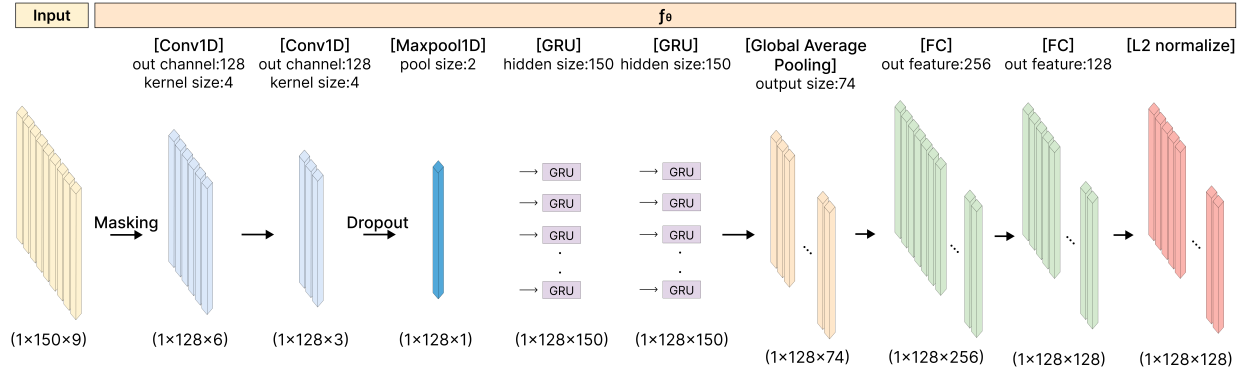 Input
fθ
[Conv1D]
out channel:128
kernel size:4
[Conv1D]
out channel:128
kernel size:4
[Maxpool1D]
pool size:2
[GRU]
hidden size:150
[GRU]
hidden size:150
[Global Average
Pooling]
output size:74
[FC]
out feature:256
[FC]
out feature:128
[L2 normalize]
Masking
Dropout
GRU
GRU
GRU
GRU
GRU
GRU
GRU
GRU
(1×150×9)
(1×128×6)
(1×128×3)
(1×128×1)
(1×128×150)
(1×128×150)
(1×128×74)
(1×128×256)
(1×128×128)
(1×128×128)